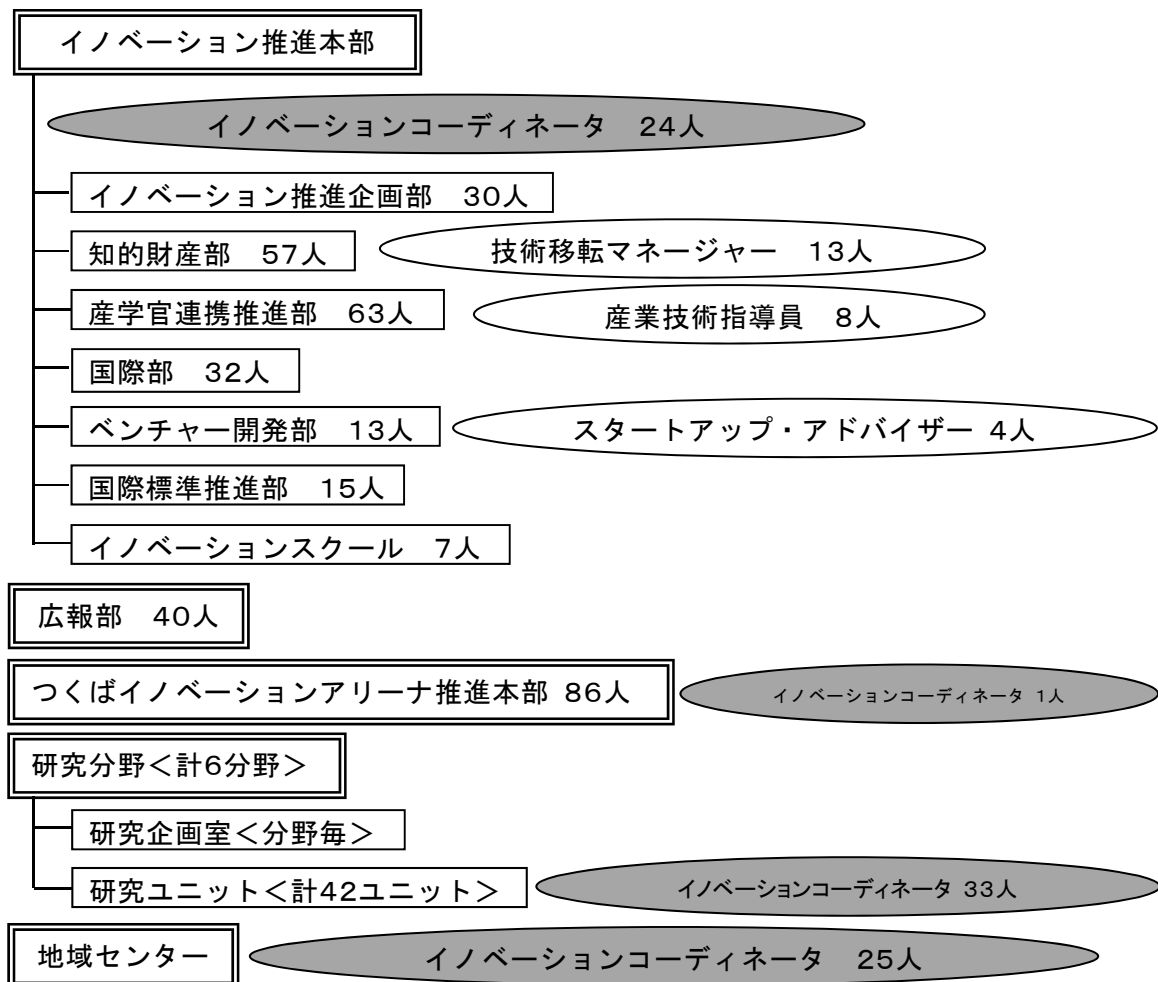 イノベーション推進本部
イノベーションコーディネータ　24人
イノベーション推進企画部　30人
知的財産部　57人　技術移転マネージャー　13人
産学官連携推進部　63人　産業技術指導員　8人
国際部　32人
ベンチャー開発部　13人　スタートアップ・アドバイザー 4人
国際標準推進部　15人
イノベーションスクール　7人
広報部　40人
つくばイノベーションアリーナ推進本部 86人　イノベーションコーディネータ 1人
研究分野＜計6分野＞
研究企画室＜分野毎＞
研究ユニット＜計42ユニット＞　イノベーションコーディネータ 33人
地域センター　イノベーションコーディネータ　25人